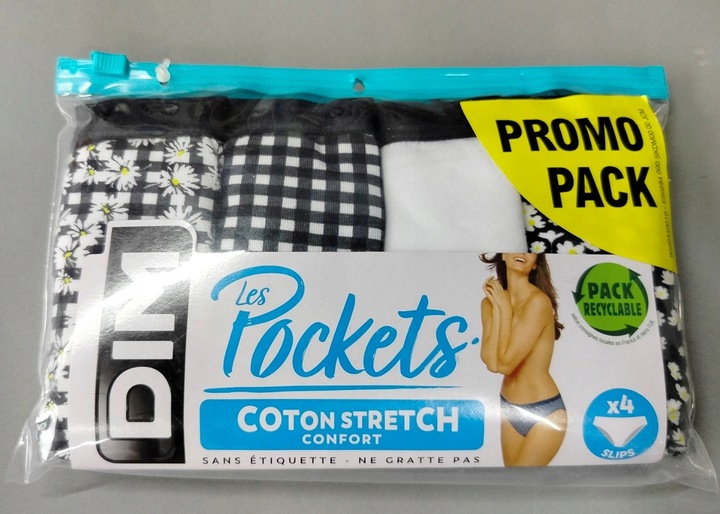 PROMO
PACK
DIM
Les
Pockets
COTON STRETCH
CONFORT
SANS ÉTIQUETTE - NE GRATTE PAS
PACK
RECYCLABLE
x4
SLIPS